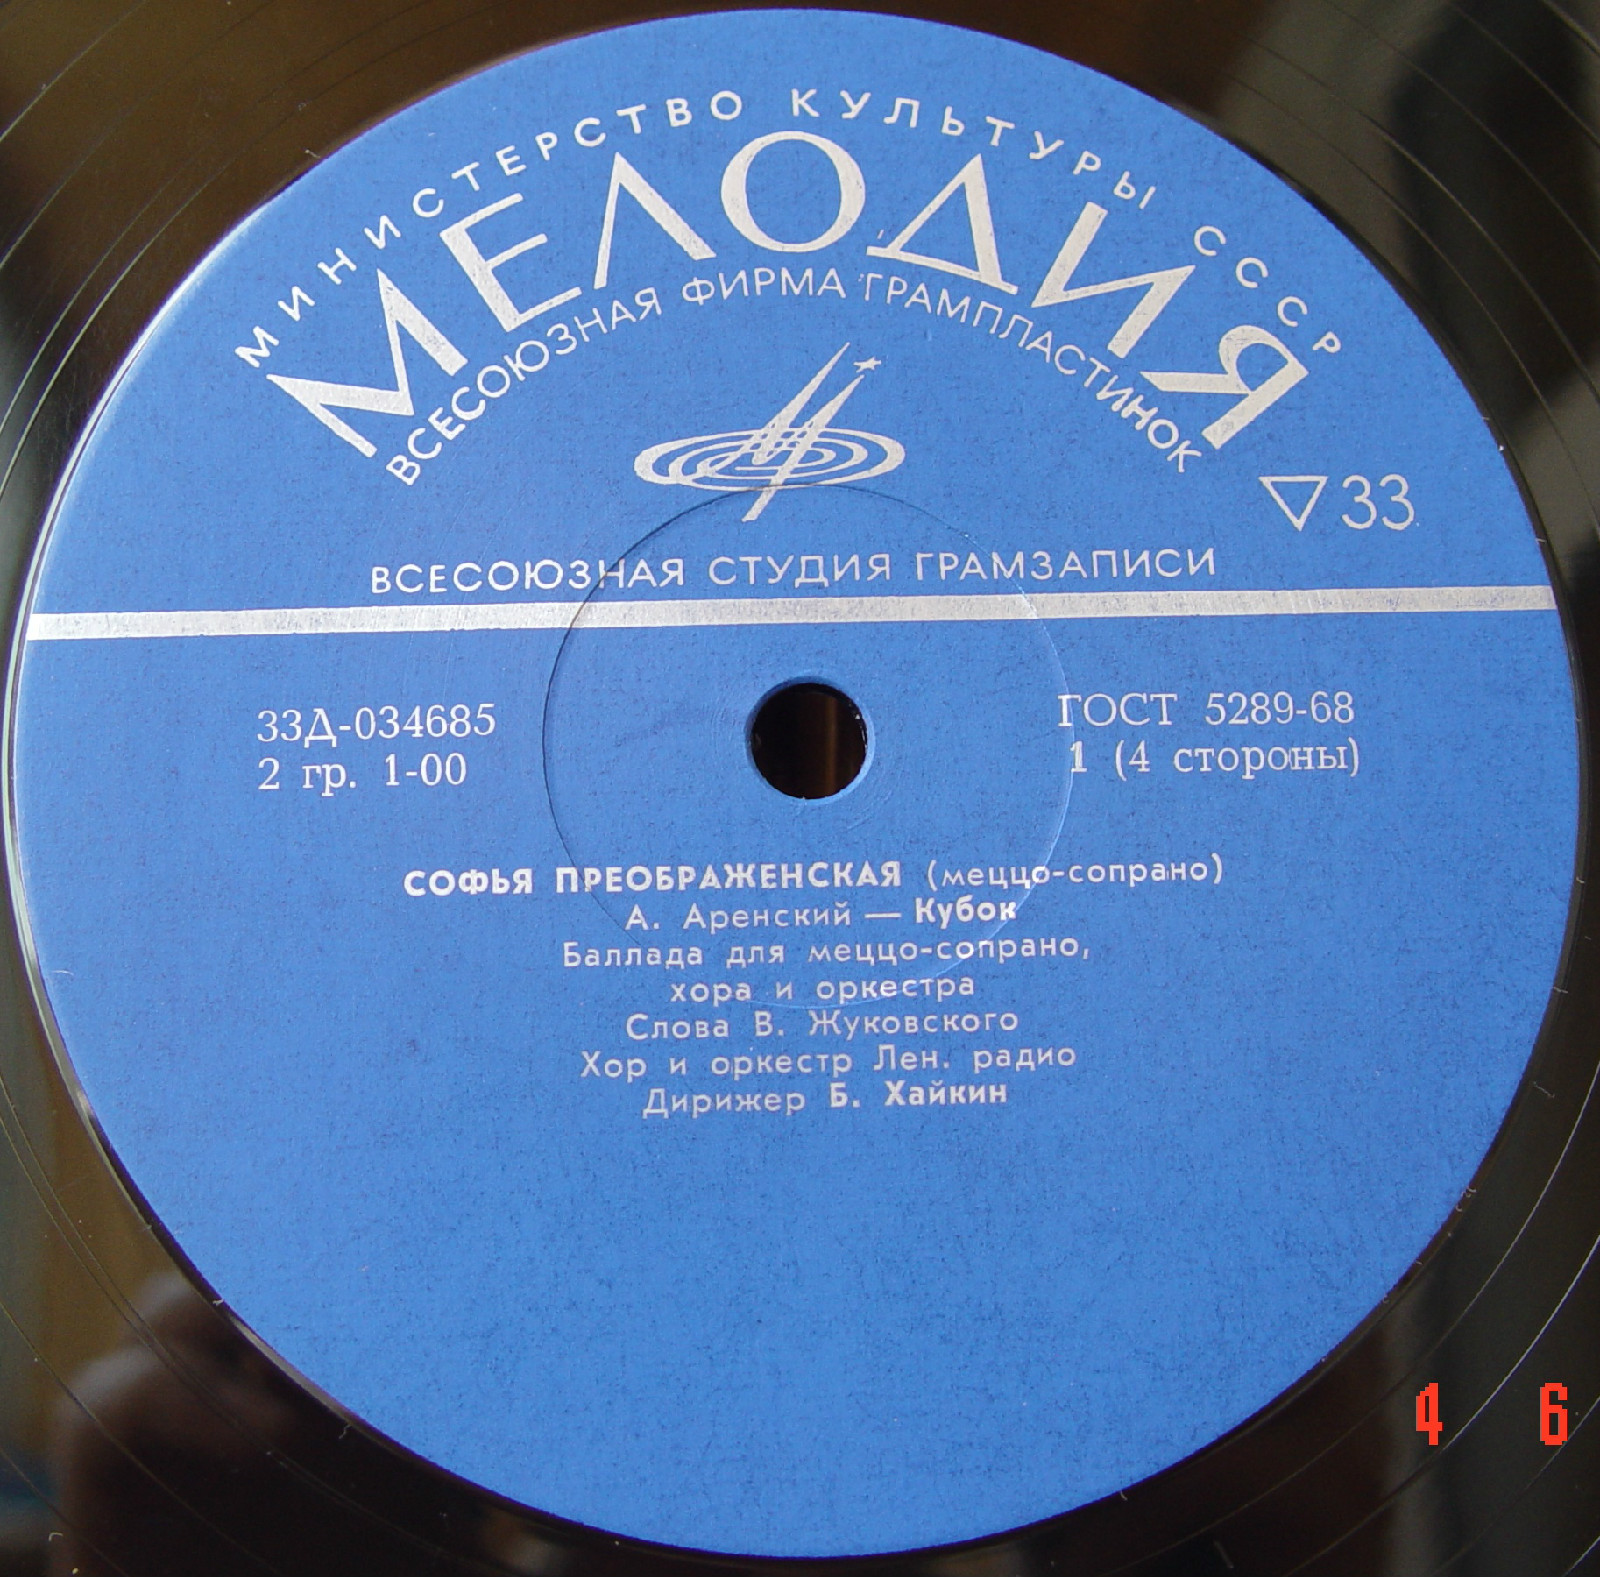 МИНИСТЕРСТВО КУЛЬТУРЫ СССР
МЕЛОДИЯ
ВСЕСОЮЗНАЯ ФИРМА ГРАМПЛАСТИНОК
▽33
ВСЕСОЮЗНАЯ СТУДИЯ ГРАМЗАПИСИ
33Д-034685
ГОСТ 5289-68
2 гр. 1-00
1 (4 стороны)
СОФЬЯ ПРЕОБРАЖЕНСКАЯ (меццо-сопрано)
А. Аренский — Кубок
Баллада для меццо-сопрано,
хора и оркестра
Слова В. Жуковского
Хор и оркестр Лен. радио
Дирижер Б. Хайкин
4 6